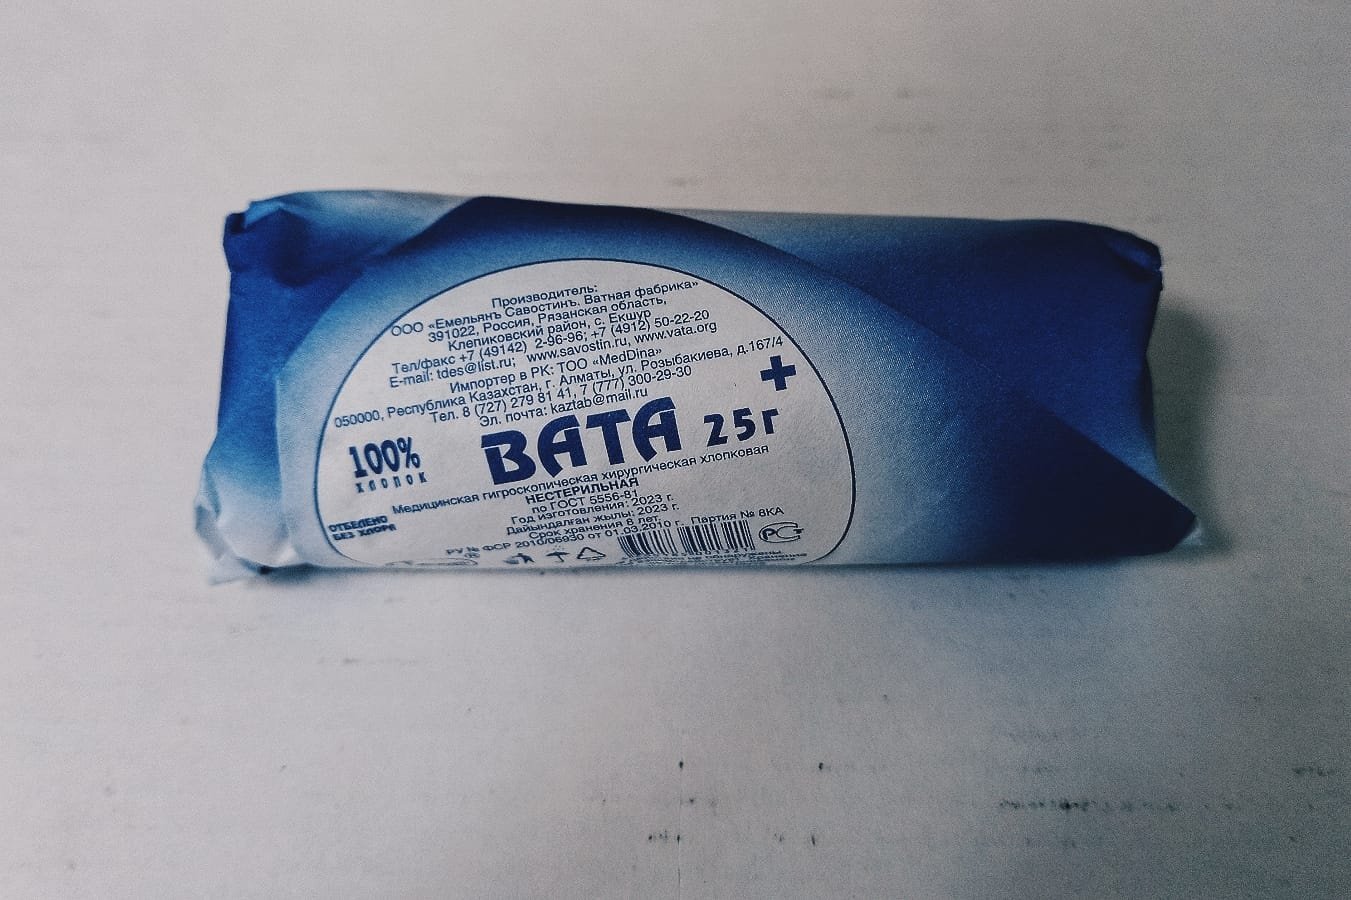 Производитель:
ООО «Емельянъ Савостинъ. Ватная фабрика»
391022, Россия, Рязанская область,
Клепиковский район, с. Екшур
Тел/факс +7 (49142) 2-96-96; +7 (4912) 50-22-20
E-mail: tdes@list.ru; www.savostin.ru, www.vata.org
Импортер в РК: ТОО «MedDina»
050000, Республика Казахстан, г. Алматы, ул. Розыбакиева, д.167/4
Тел. 8 (727) 279 81 41, 7 (777) 300-29-30
Эл. почта: kaztab@mail.ru
100%
ХЛОПОК
ВАТА 25г
Медицинская гигроскопическая хирургическая хлопковая
НЕСТЕРИЛЬНАЯ
по ГОСТ 5556-81
ОТБЕЛЕНО
БЕЗ ХЛОРА
Год изготовления: 2023 г.
Дайындалған жылы: 2023 г.
Срок хранения 6 лет.
РУ № ФСР 2010/06930 от 01.03.2010 г. Партия № 8КА
не обнаружены
хранение